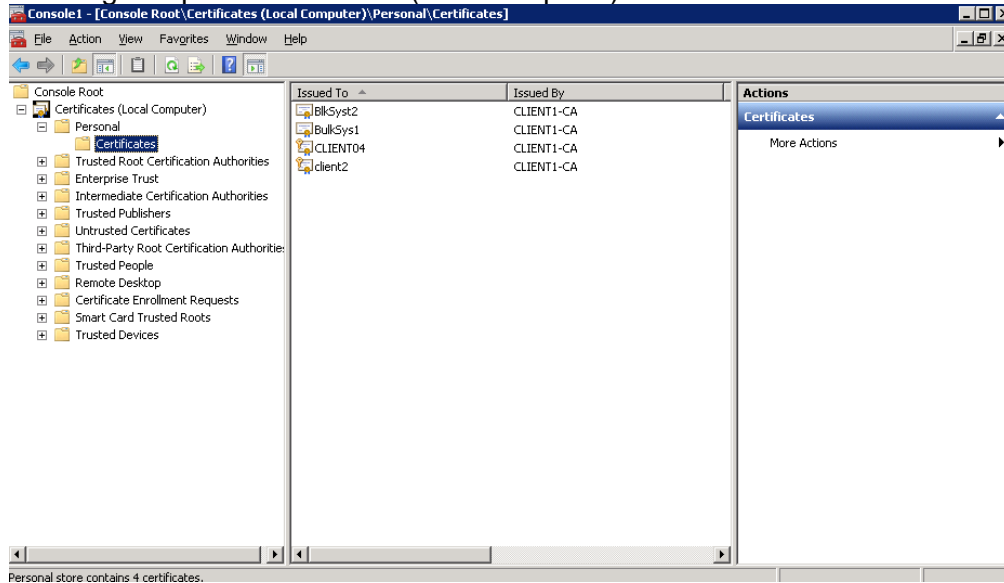 Console1 - [Console Root\Certificates (Local Computer)\Personal\Certificates]
File Action View Favorites Window Help
Console Root
Certificates (Local Computer)
Personal
Certificates
Trusted Root Certification Authorities
Enterprise Trust
Intermediate Certification Authorities
Trusted Publishers
Untrusted Certificates
Third-Party Root Certification Authoritie
Trusted People
Remote Desktop
Certificate Enrollment Requests
Smart Card Trusted Roots
Trusted Devices
Issued To Issued By
BlkSyst2 CLIENT1-CA
BulkSys1 CLIENT1-CA
CLIENT04 CLIENT1-CA
client2 CLIENT1-CA
Actions
Certificates
More Actions
Personal store contains 4 certificates.